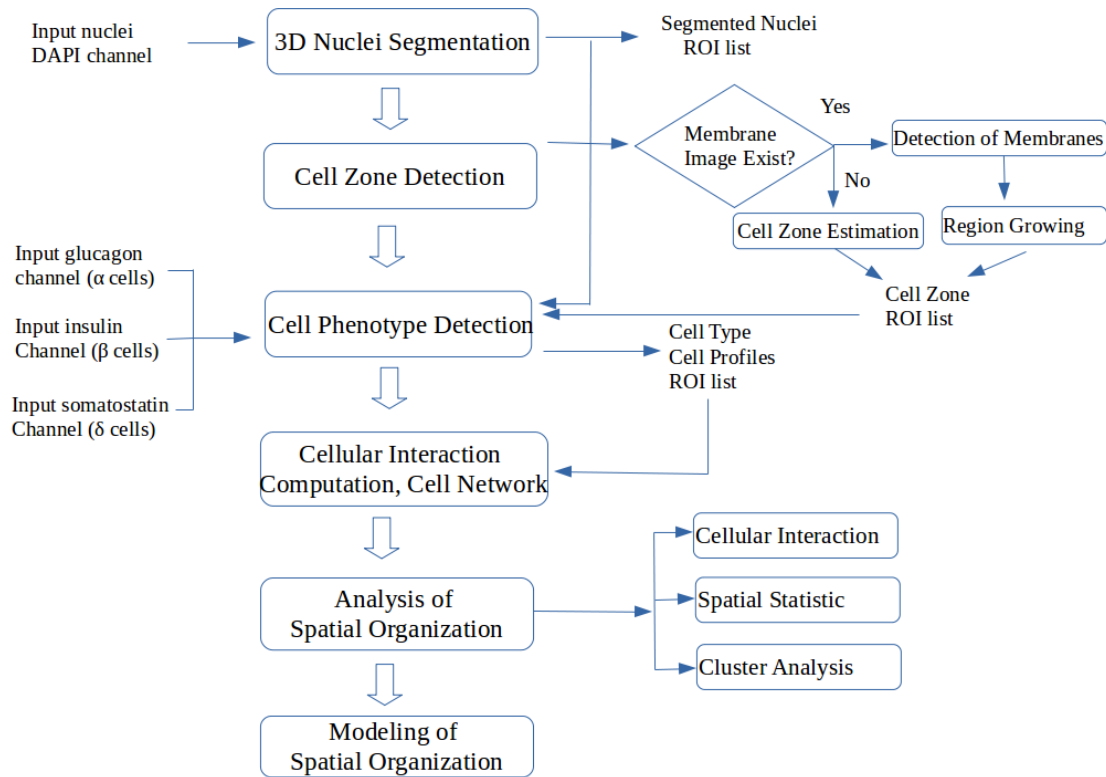 Input nuclei
DAPI channel
3D Nuclei Segmentation
Segmented Nuclei
ROI list
Cell Zone Detection
Membrane
Image Exist?
Yes
No
Detection of Membranes
Cell Zone Estimation
Region Growing
Cell Zone
ROI list
Input glucagon
channel (α cells)
Input insulin
Channel (β cells)
Input somatostatin
Channel (δ cells)
Cell Phenotype Detection
Cell Type
Cell Profiles
ROI list
Cellular Interaction
Computation, Cell Network
Analysis of
Spatial Organization
Cellular Interaction
Spatial Statistic
Cluster Analysis
Modeling of
Spatial Organization